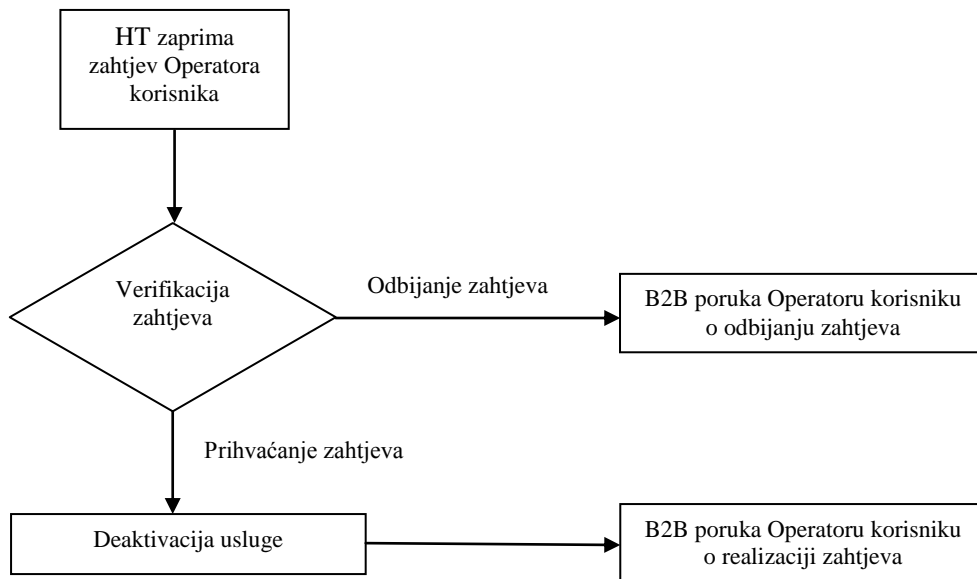 HT zaprima
zahtjev Operatora
korisnika
Verifikacija
zahtjeva
Odbijanje zahtjeva
B2B poruka Operatoru korisniku
o odbijanju zahtjeva
Prihvaćanje zahtjeva
Deaktivacija usluge
B2B poruka Operatoru korisniku
o realizaciji zahtjeva